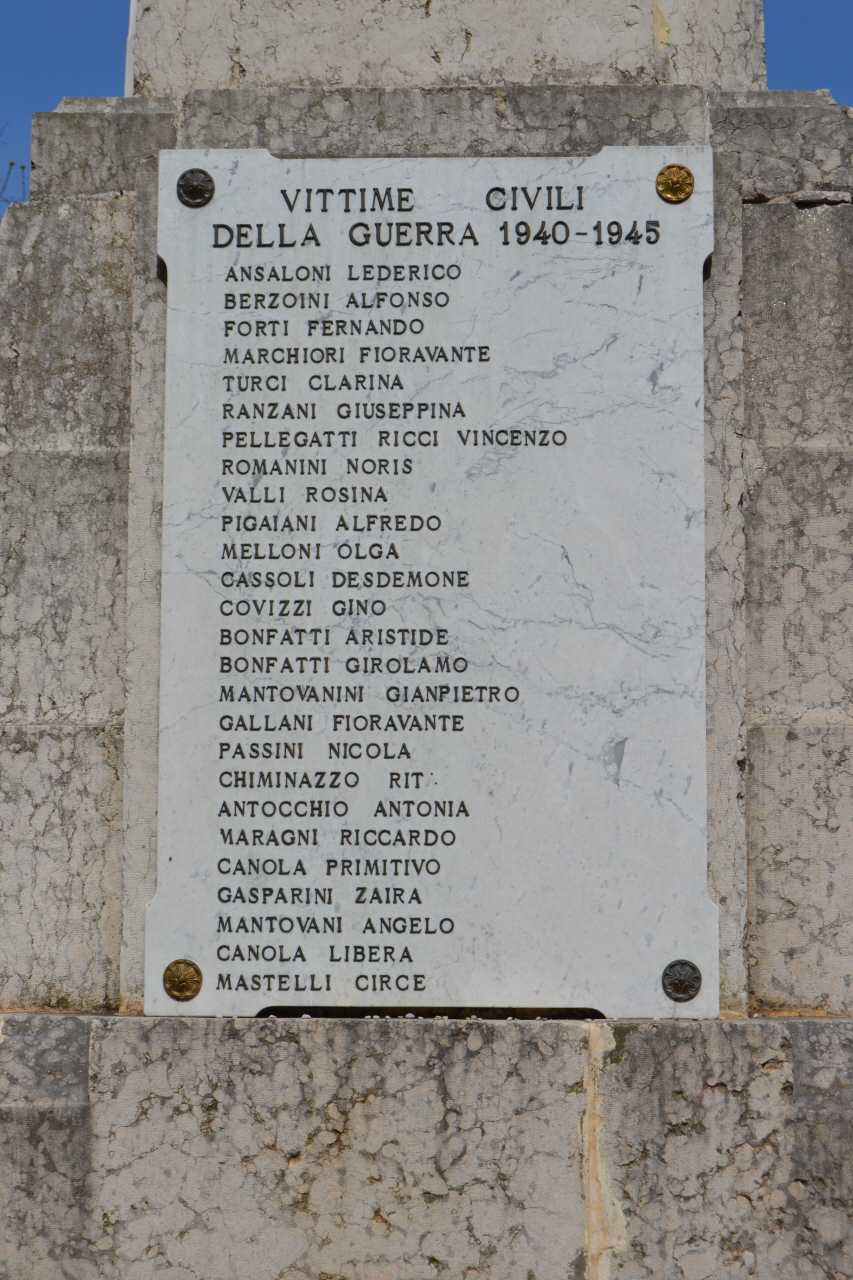 VITTIME CIVILI
DELLA GUERRA 1940-1945
ANSALONI LEDERICO
BERZOINI ALFONSO
FORTI FERNANDO
MARCHIORI FIORAVANTE
TURCI CLARINA
RANZANI GIUSEPPINA
PELLEGATTI RICCI VINCENZO
ROMANINI NORIS
VALLI ROSINA
PIGAIANI ALFREDO
MELLONI OLGA
CASSOLI DESDEMONE
COVIZZI GINO
BONFATTI ARISTIDE
BONFATTI GIROLAMO
MANTOVANINI GIANPIETRO
GALLANI FIORAVANTE
PASSINI NICOLA
CHIMINAZZO RIT
ANTOCCHIO ANTONIA
MARAGNI RICCARDO
CANOLA PRIMITIVO
GASPARINI ZAIRA
MANTOVANI ANGELO
CANOLA LIBERA
MASTELLI CIRCE